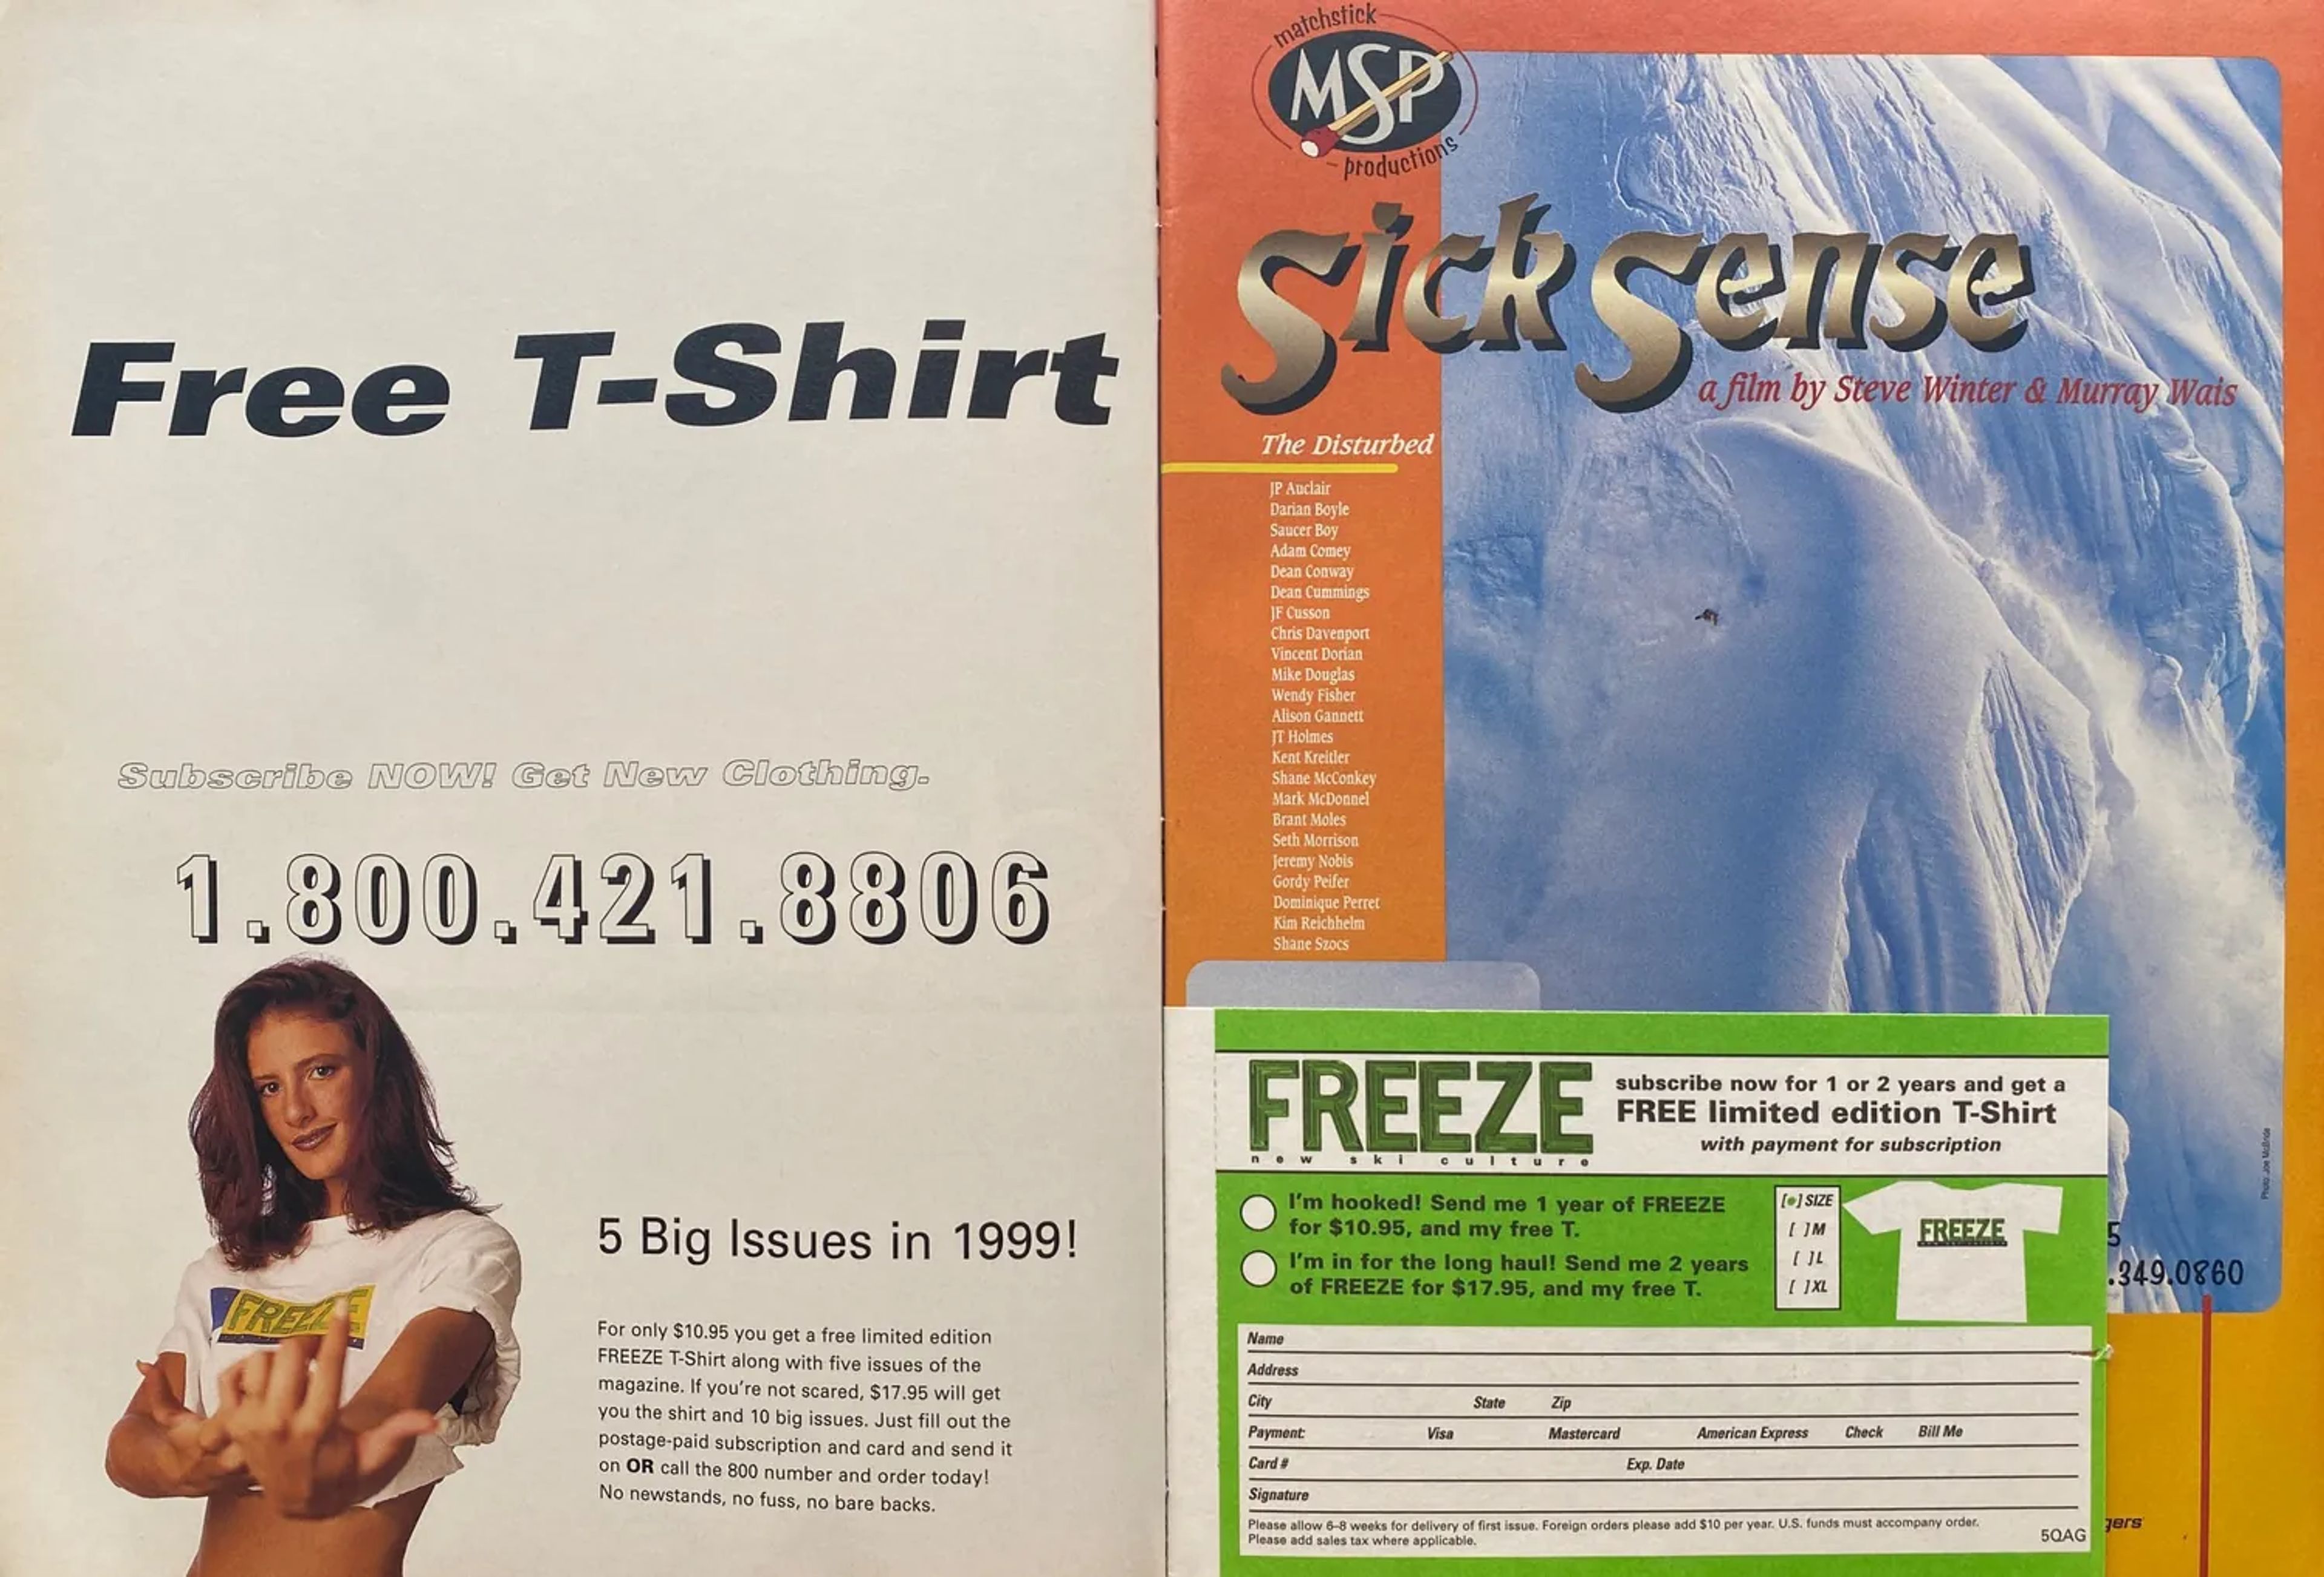 Free T-Shirt
Subscribe NOW! Get New Clothing.
1.800.421.8806
FREEZE
5 Big Issues in 1999!
For only $10.95 you get a free limited edition
FREEZE T-Shirt along with five issues of the
magazine. If you're not scared, $17.95 will get
you the shirt and 10 big issues. Just fill out the
postage-paid subscription and card and send it
on OR call the 800 number and order today!
No newstands, no fuss, no bare backs.
matchstick
MSP
productions
Sick Sense
a film by Steve Winter & Murray Wais
The Disturbed
JP Auclair
Darian Boyle
Saucer Boy
Adam Comey
Dean Conway
Dean Cummings
JF Cusson
Chris Davenport
Vincent Dorian
Mike Douglas
Wendy Fisher
Alison Gannett
JT Holmes
Kent Kreitler
Shane McConkey
Mark McDonnel
Brant Moles
Seth Morrison
Jeremy Nobis
Gordy Peifer
Dominique Perret
Kim Reichhelm
Shane Szocs
Photo: Joe McBride
5
.349.0860
gers
FREEZE
new ski culture
subscribe now for 1 or 2 years and get a
FREE limited edition T-Shirt
with payment for subscription
I'm hooked! Send me 1 year of FREEZE
for $10.95, and my free T.
I'm in for the long haul! Send me 2 years
of FREEZE for $17.95, and my free T.
[•] SIZE
[ ] M
[ ] L
[ ] XL
FREEZE
Name
Address
City State Zip
Payment: Visa Mastercard American Express Check Bill Me
Card # Exp. Date
Signature
Please allow 6–8 weeks for delivery of first issue. Foreign orders please add $10 per year. U.S. funds must accompany order.
Please add sales tax where applicable.
5QAG